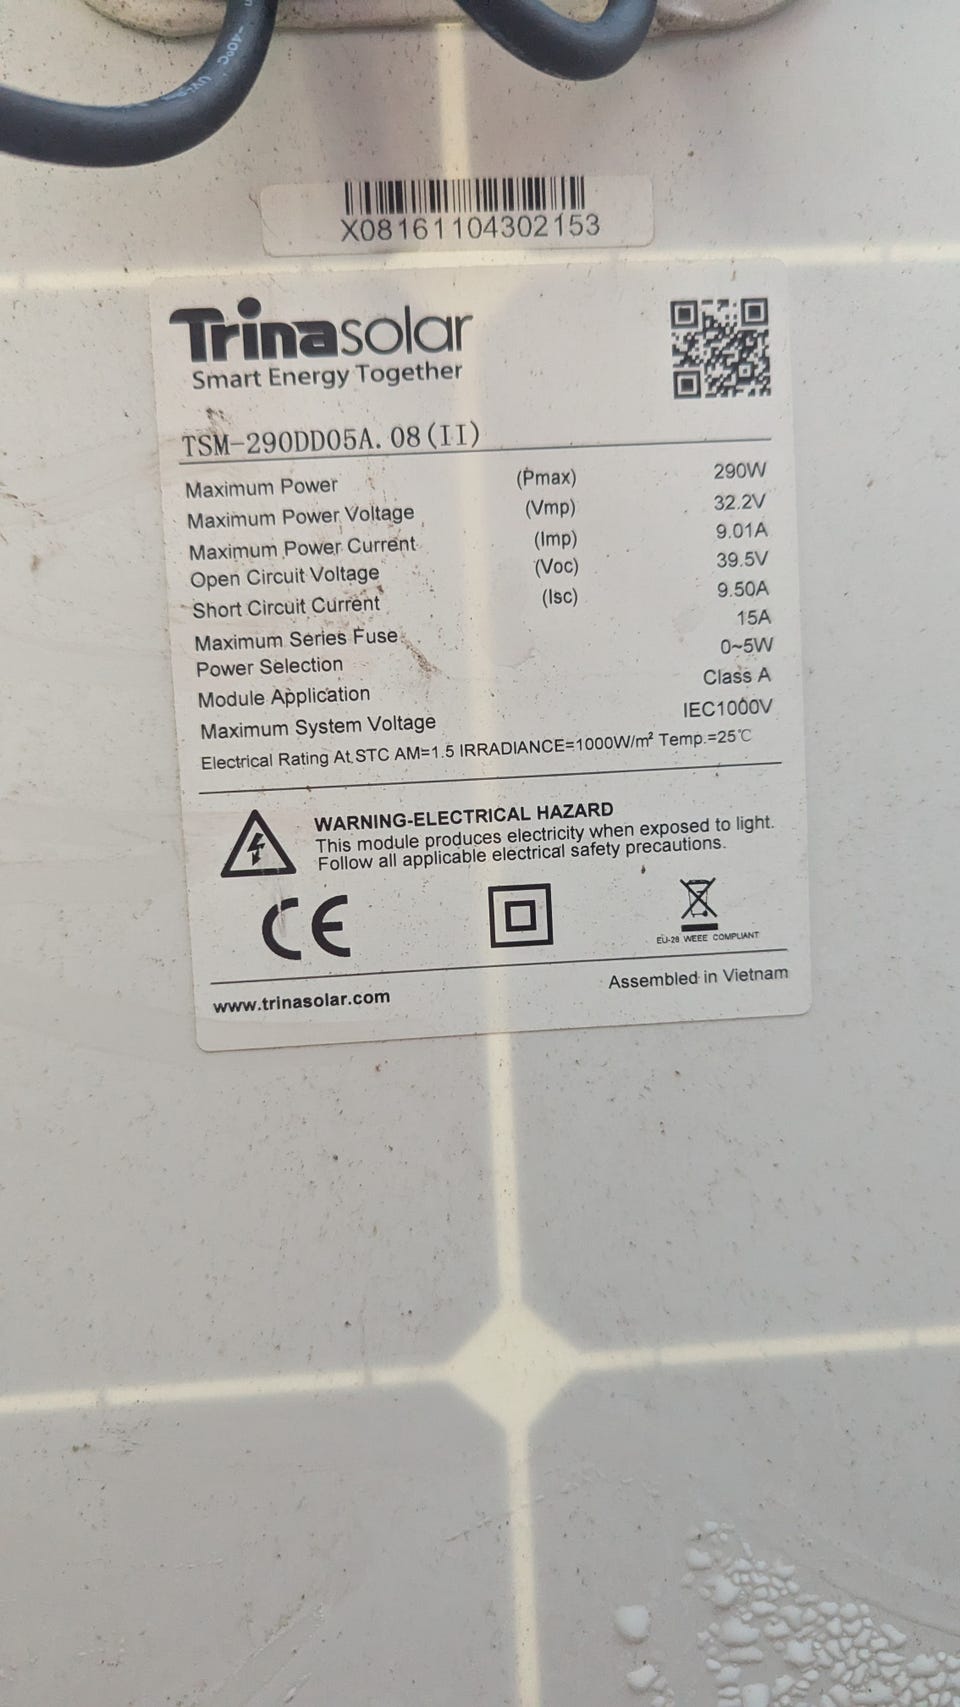 -40°C UV-
X08161104302153
Trinasolar
Smart Energy Together
TSM-290DD05A.08(II)
Maximum Power (Pmax) 290W
Maximum Power Voltage (Vmp) 32.2V
Maximum Power Current (Imp) 9.01A
Open Circuit Voltage (Voc) 39.5V
Short Circuit Current (Isc) 9.50A
Maximum Series Fuse 15A
Power Selection 0~5W
Module Application Class A
Maximum System Voltage IEC1000V
Electrical Rating At STC AM=1.5 IRRADIANCE=1000W/m² Temp.=25℃
WARNING-ELECTRICAL HAZARD
This module produces electricity when exposed to light.
Follow all applicable electrical safety precautions.
CE
EU-28 WEEE COMPLIANT
www.trinasolar.com Assembled in Vietnam